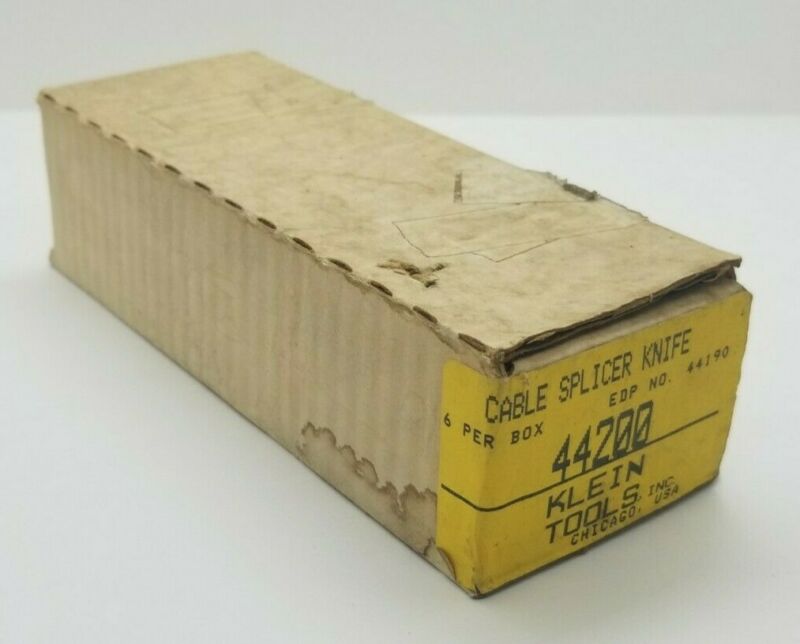 CABLE SPLICER KNIFE
6 PER BOX EDP NO. 44190
44200
KLEIN
TOOLS, INC.
CHICAGO, USA